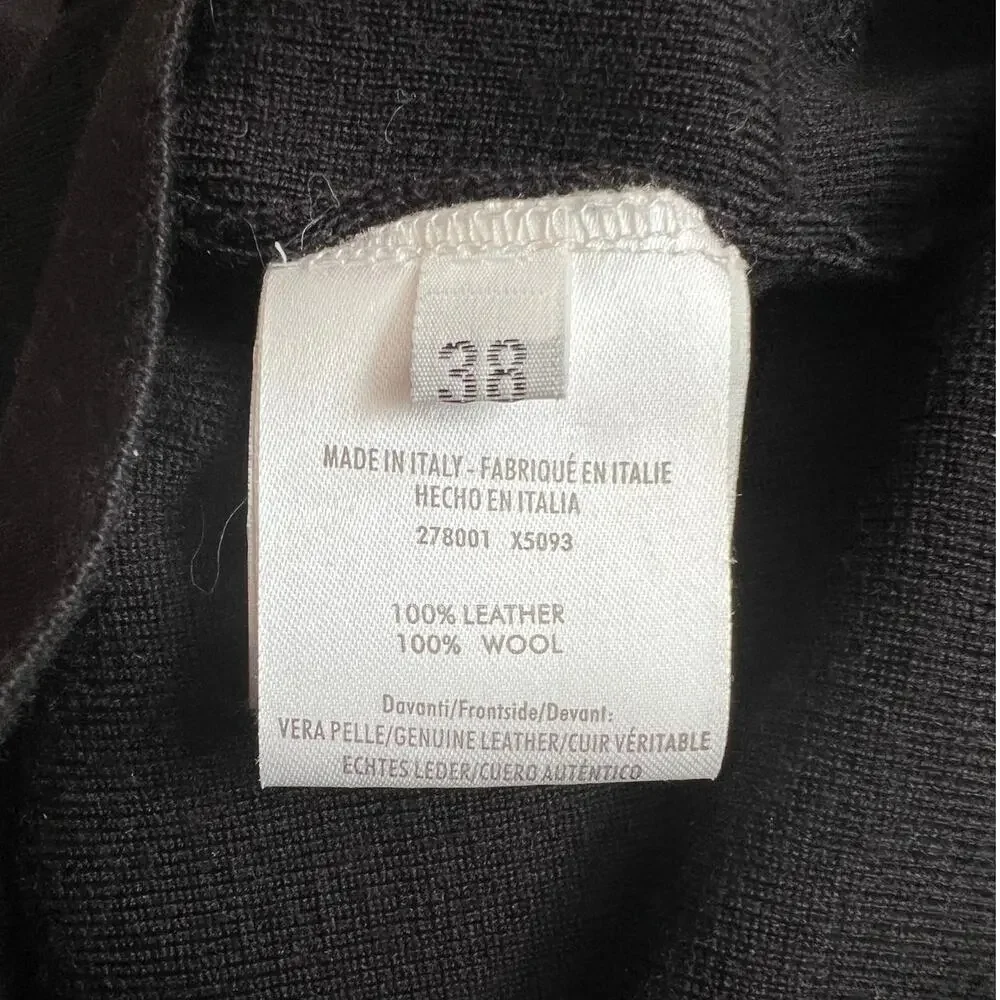 38
MADE IN ITALY - FABRIQUÉ EN ITALIE
HECHO EN ITALIA
278001 X5093
100% LEATHER
100% WOOL
Davanti/Frontside/Devant:
VERA PELLE/GENUINE LEATHER/CUIR VÉRITABLE
ECHTES LEDER/CUERO AUTÉNTICO